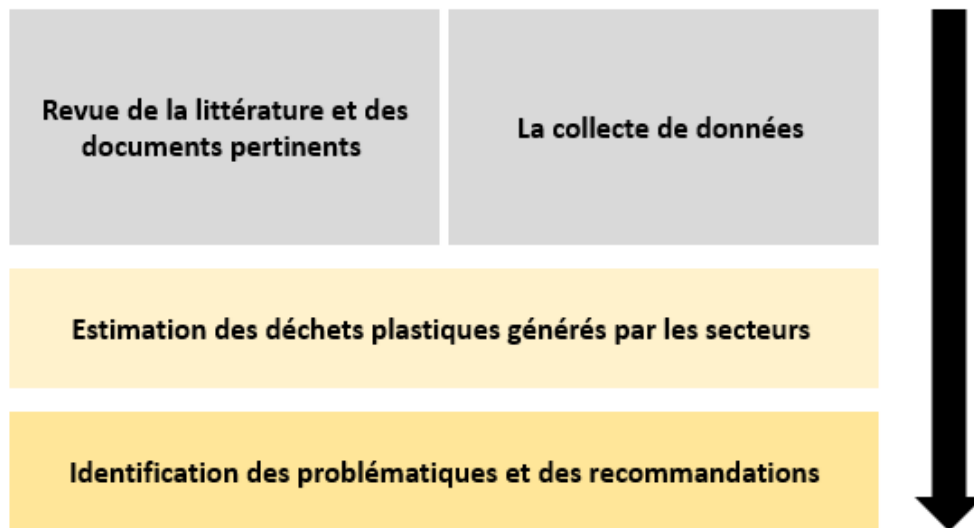 Revue de la littérature et des
documents pertinents
La collecte de données
Estimation des déchets plastiques générés par les secteurs
Identification des problématiques et des recommandations